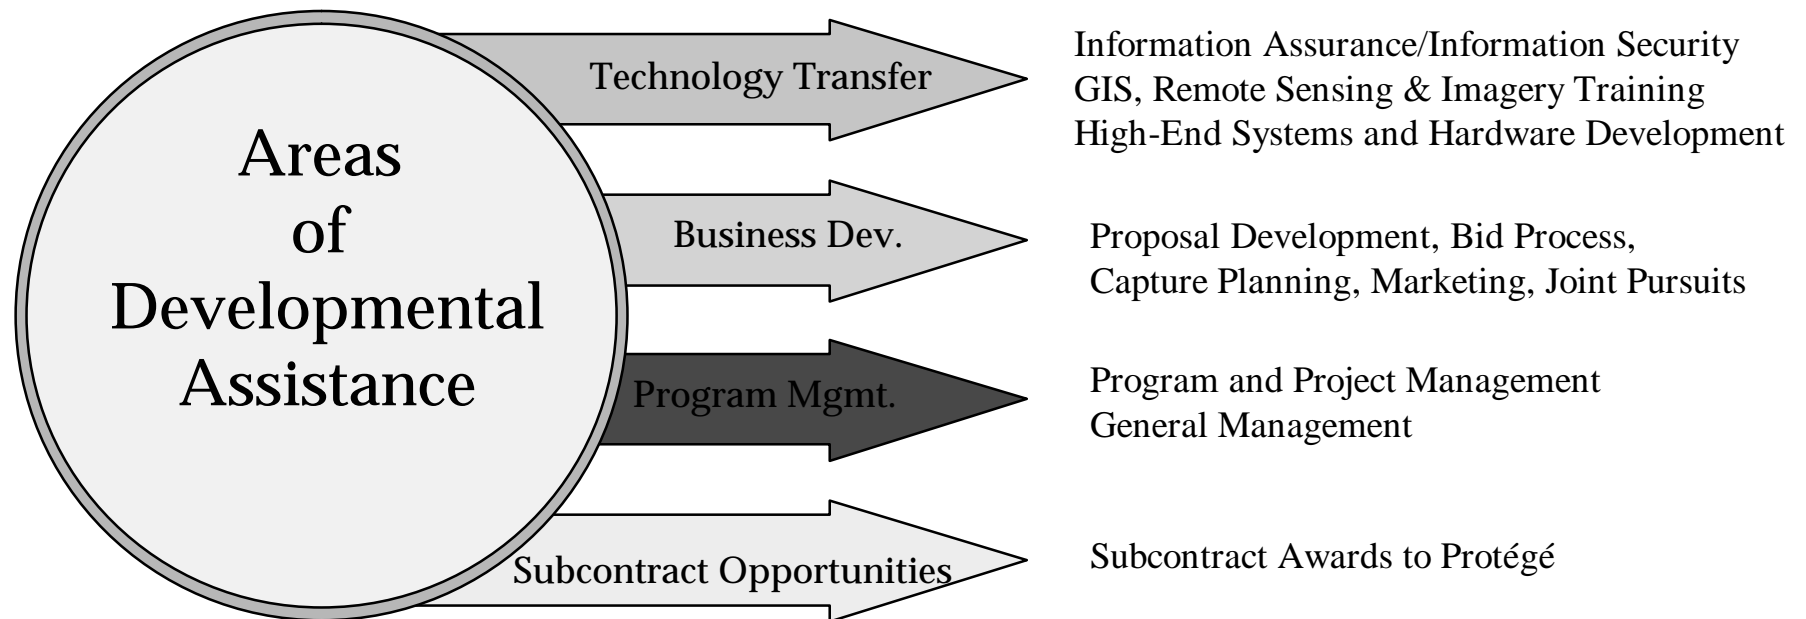 Areas
of
Developmental
Assistance
Technology Transfer
Information Assurance/Information Security
GIS, Remote Sensing & Imagery Training
High-End Systems and Hardware Development
Business Dev.
Proposal Development, Bid Process,
Capture Planning, Marketing, Joint Pursuits
Program Mgmt.
Program and Project Management
General Management
Subcontract Opportunities
Subcontract Awards to Protégé